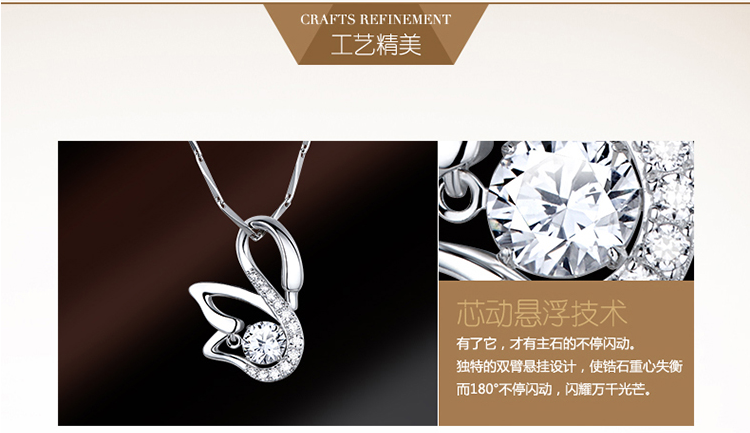 CRAFTS REFINEMENT
工艺精美
芯动悬浮技术
有了它，才有主石的不停闪动。
独特的双臂悬挂设计，使锆石重心失衡
而180°不停闪动，闪耀万千光芒。